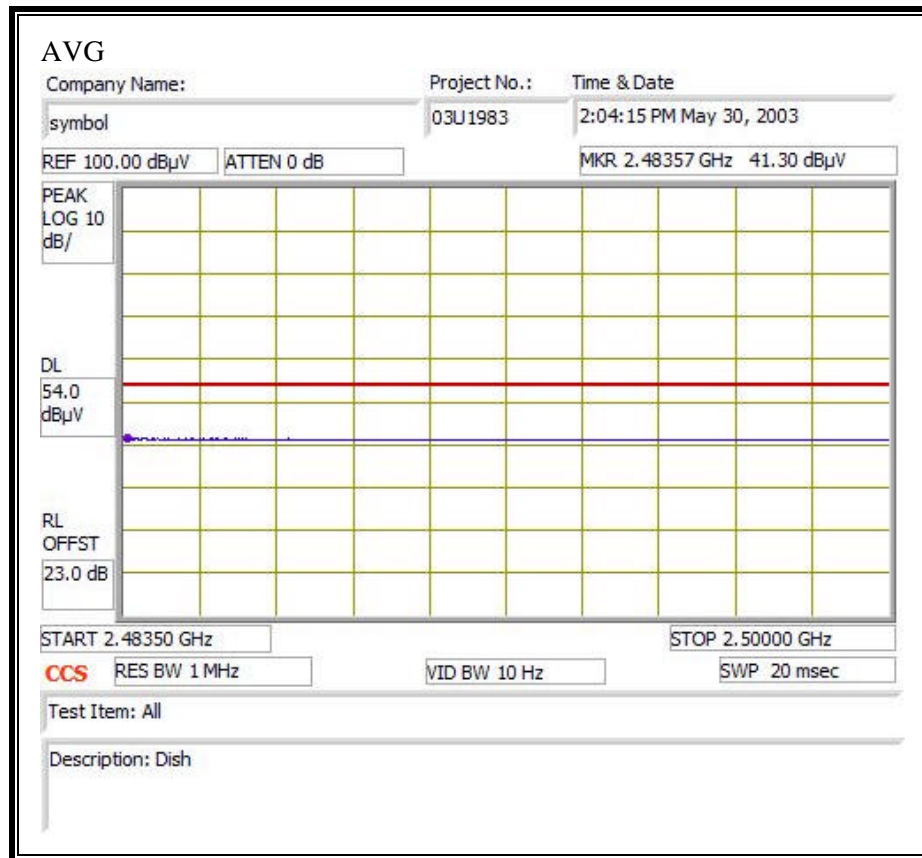 AVG
Company Name: Project No.: Time & Date
symbol 03U1983 2:04:15 PM May 30, 2003
REF 100.00 dBµV ATTEN 0 dB MKR 2.48357 GHz 41.30 dBµV
PEAK
LOG 10
dB/
DL
54.0
dBµV
RL
OFFST
23.0 dB
START 2.48350 GHz STOP 2.50000 GHz
CCS RES BW 1 MHz VID BW 10 Hz SWP 20 msec
Test Item: All
Description: Dish